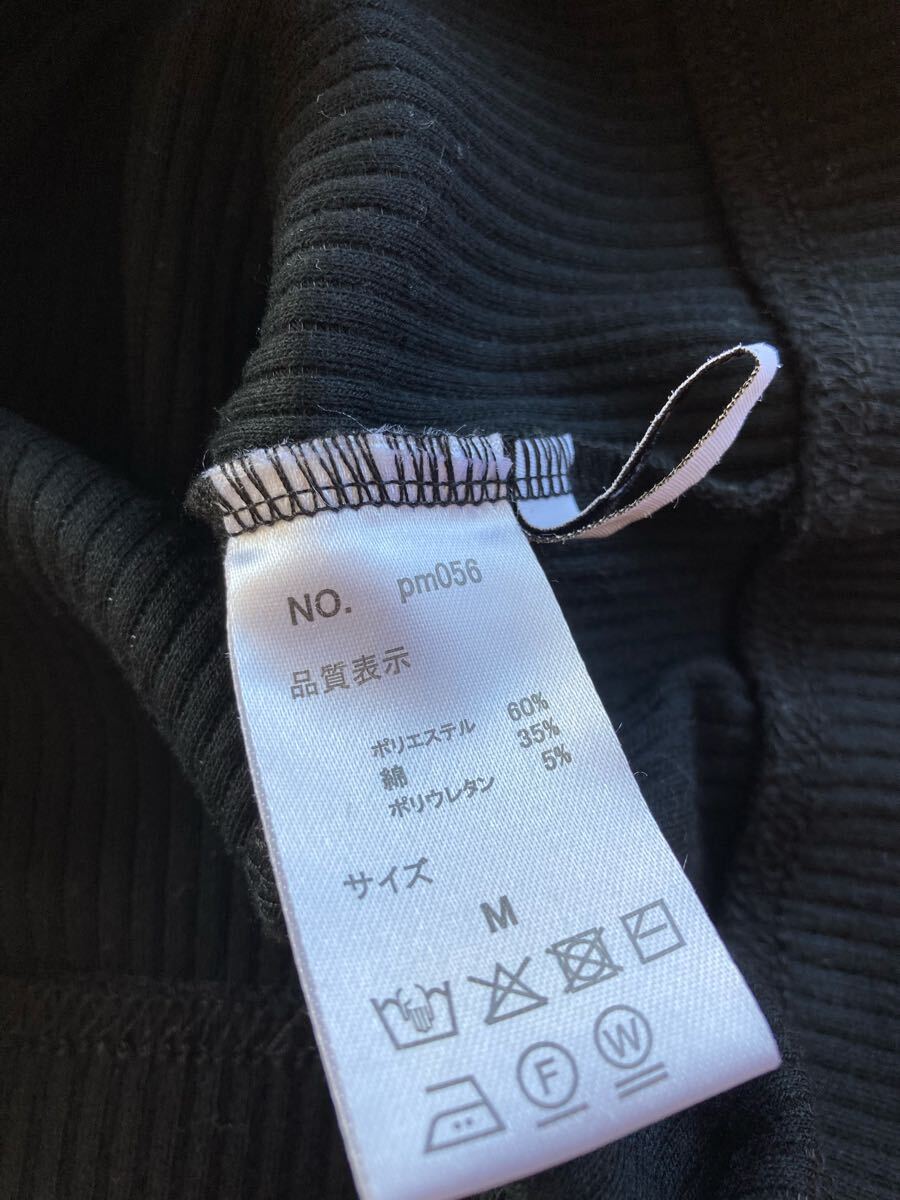 NO. pm056
品質表示
ポリエステル 60%
綿 35%
ポリウレタン 5%
サイズ
M
F W